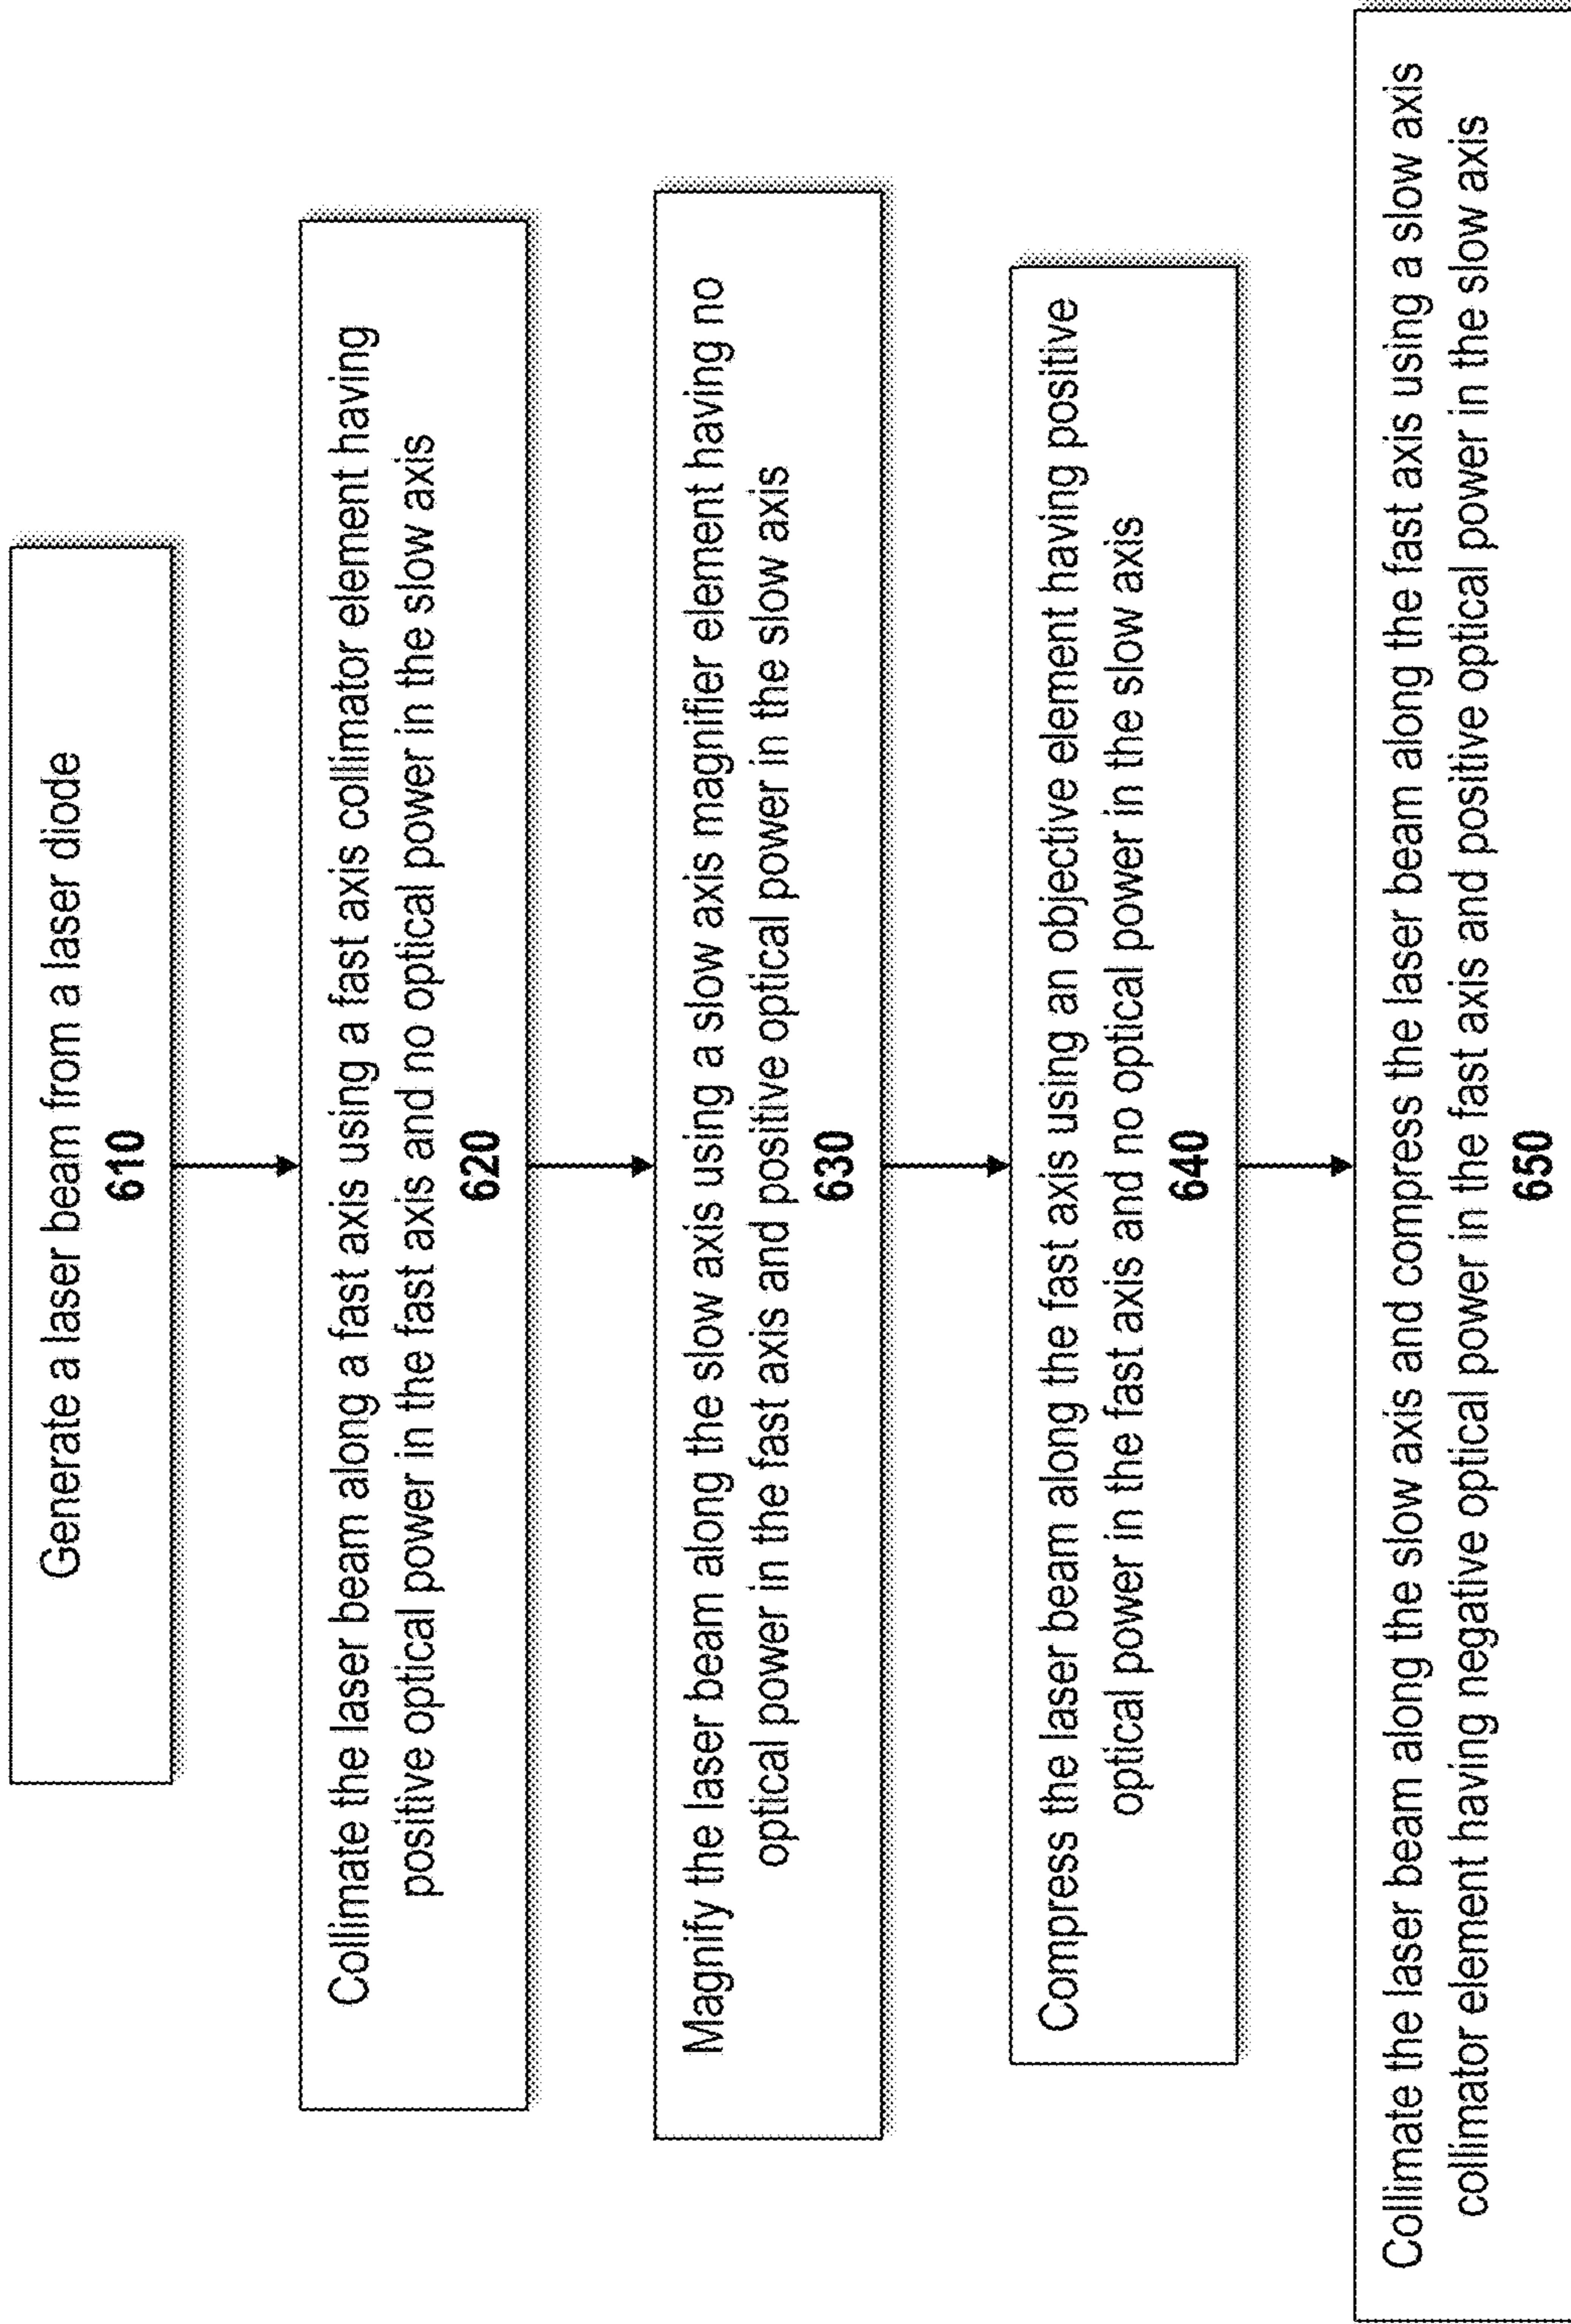 Generate a laser beam from a laser diode
610
Collimate the laser beam along a fast axis using a fast axis collimator element having
positive optical power in the fast axis and no optical power in the slow axis
620
Magnify the laser beam along the slow axis using a slow axis magnifier element having no
optical power in the fast axis and positive optical power in the slow axis
630
Compress the laser beam along the fast axis using an objective element having positive
optical power in the fast axis and no optical power in the slow axis
640
Collimate the laser beam along the slow axis and compress the laser beam along the fast axis using a slow axis
collimator element having negative optical power in the fast axis and positive optical power in the slow axis
650